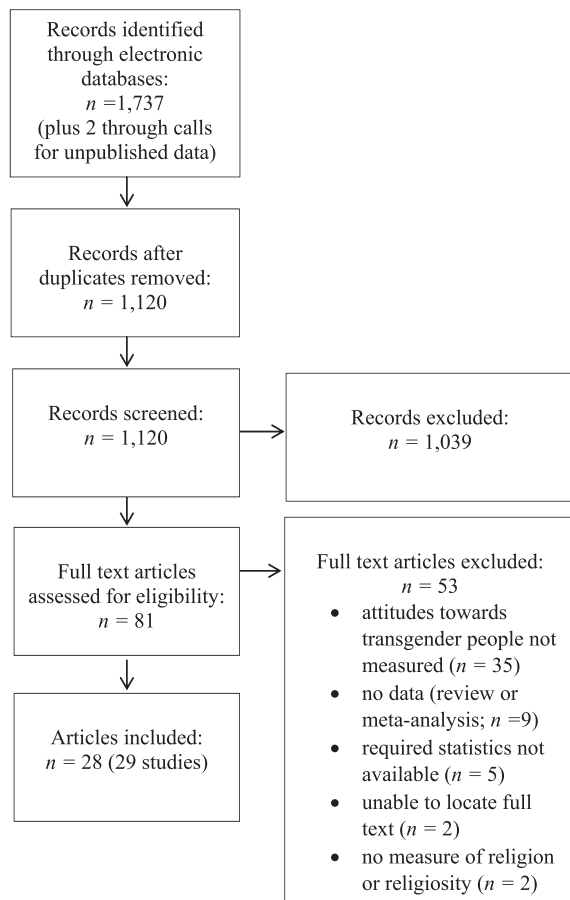 Records identified
through electronic
databases:
n =1,737
(plus 2 through calls
for unpublished data)
Records after
duplicates removed:
n = 1,120
Records screened:
n = 1,120
Records excluded:
n = 1,039
Full text articles
assessed for eligibility:
n = 81
Full text articles excluded:
n = 53
• attitudes towards
transgender people not
measured (n = 35)
• no data (review or
meta-analysis; n =9)
• required statistics not
available (n = 5)
• unable to locate full
text (n = 2)
• no measure of religion
or religiosity (n = 2)
Articles included:
n = 28 (29 studies)